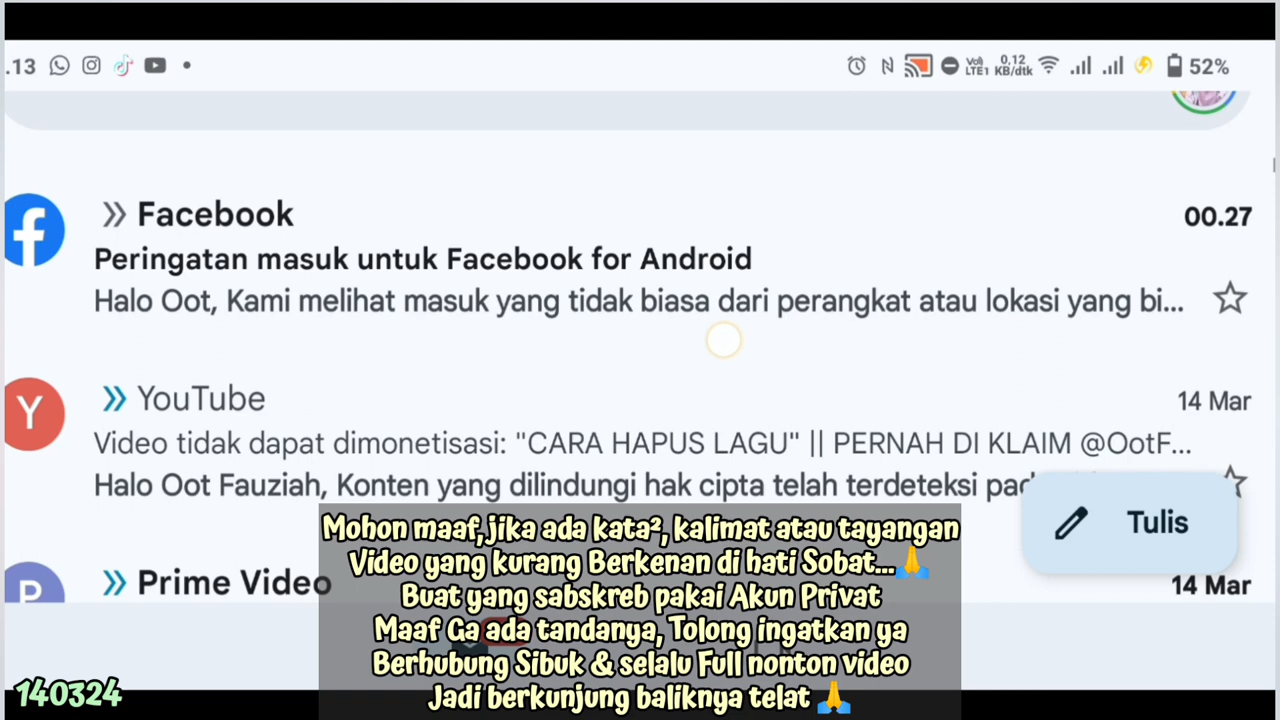 .13
Vo)) LTE1 0,12 KB/dtk 52%
Facebook 00.27
Peringatan masuk untuk Facebook for Android
Halo Oot, Kami melihat masuk yang tidak biasa dari perangkat atau lokasi yang bi...
Y YouTube 14 Mar
Video tidak dapat dimonetisasi: "CARA HAPUS LAGU" || PERNAH DI KLAIM @OotF...
Halo Oot Fauziah, Konten yang dilindungi hak cipta telah terdeteksi
Tulis
P Prime Video 14 Mar
Mohon maaf,jika ada kata², kalimat atau tayangan
Video yang kurang Berkenan di hati Sobat...🙏
Buat yang sabskreb pakai Akun Privat
Maaf Ga ada tandanya, Tolong ingatkan ya
Berhubung Sibuk & selalu Full nonton video
Jadi berkunjung baliknya telat 🙏
140324